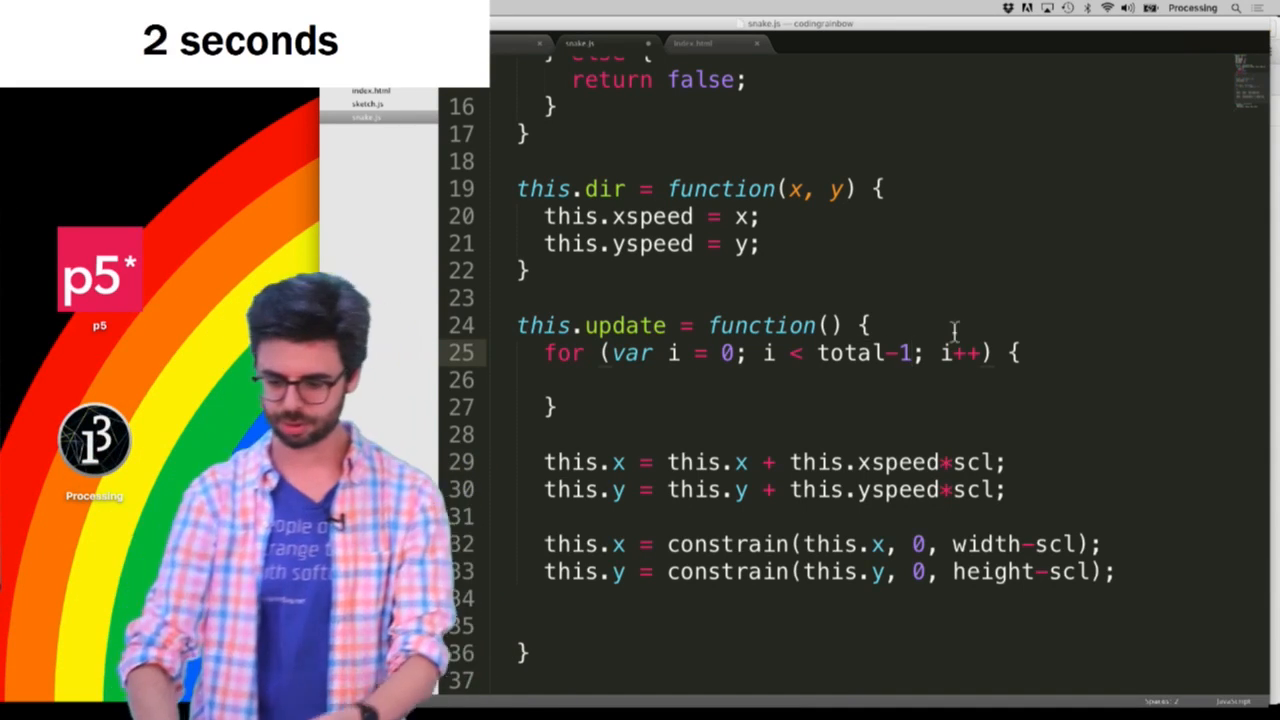 2 seconds
Processing
snake.js — codingrainbow
snake.js
index.html
index.html
sketch.js
snake.js
} else {
return false;
16 }
17 }
18
19 this.dir = function(x, y) {
20 this.xspeed = x;
21 this.yspeed = y;
22 }
23
24 this.update = function() {
25 for (var i = 0; i < total-1; i++) {
26
27 }
28
29 this.x = this.x + this.xspeed*scl;
30 this.y = this.y + this.yspeed*scl;
31
32 this.x = constrain(this.x, 0, width-scl);
33 this.y = constrain(this.y, 0, height-scl);
34
35
36 }
37
p5*
p5
Processing
Spaces: 2
JavaScript